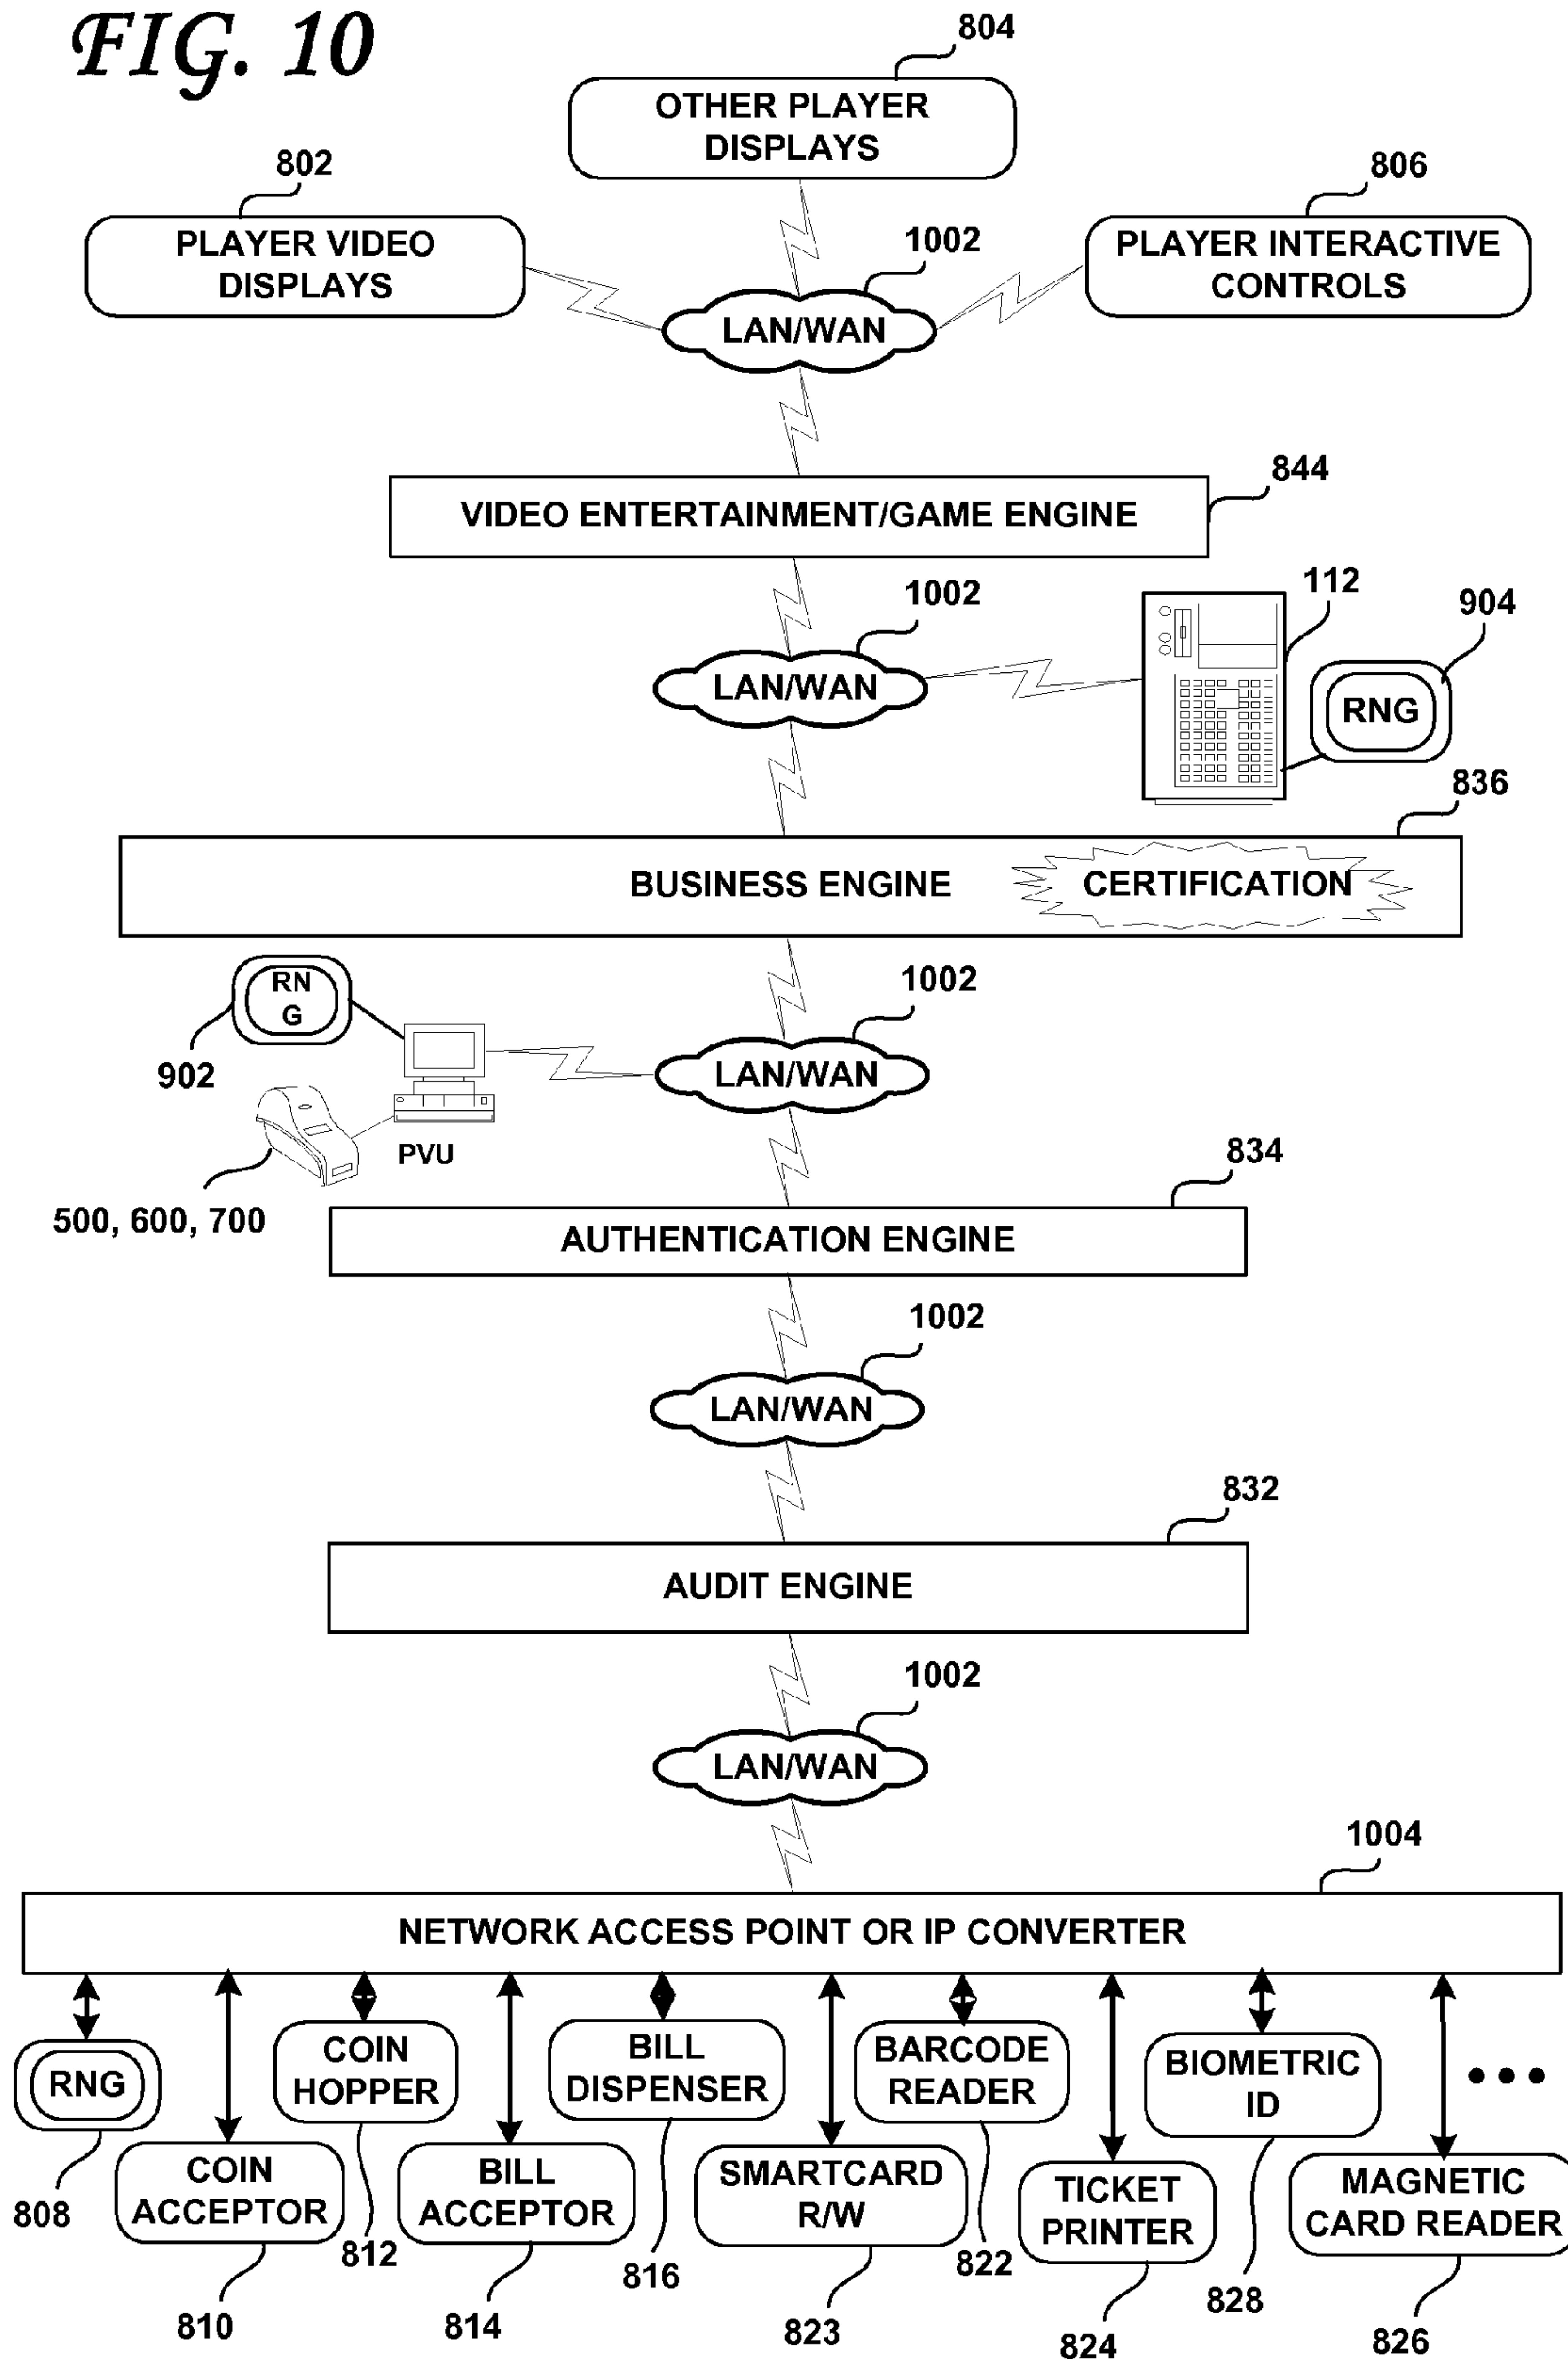 FIG. 10
804
OTHER PLAYER
DISPLAYS
802
806
PLAYER VIDEO
DISPLAYS
1002
PLAYER INTERACTIVE
CONTROLS
LAN/WAN
844
VIDEO ENTERTAINMENT/GAME ENGINE
1002
112
904
LAN/WAN
RNG
836
BUSINESS ENGINE
CERTIFICATION
1002
RN
G
902
LAN/WAN
PVU
834
500, 600, 700
AUTHENTICATION ENGINE
1002
LAN/WAN
832
AUDIT ENGINE
1002
LAN/WAN
1004
NETWORK ACCESS POINT OR IP CONVERTER
RNG
COIN
HOPPER
BILL
DISPENSER
BARCODE
READER
BIOMETRIC
ID
808
COIN
ACCEPTOR
812
BILL
ACCEPTOR
816
SMARTCARD
R/W
822
TICKET
PRINTER
828
MAGNETIC
CARD READER
810
814
823
824
826